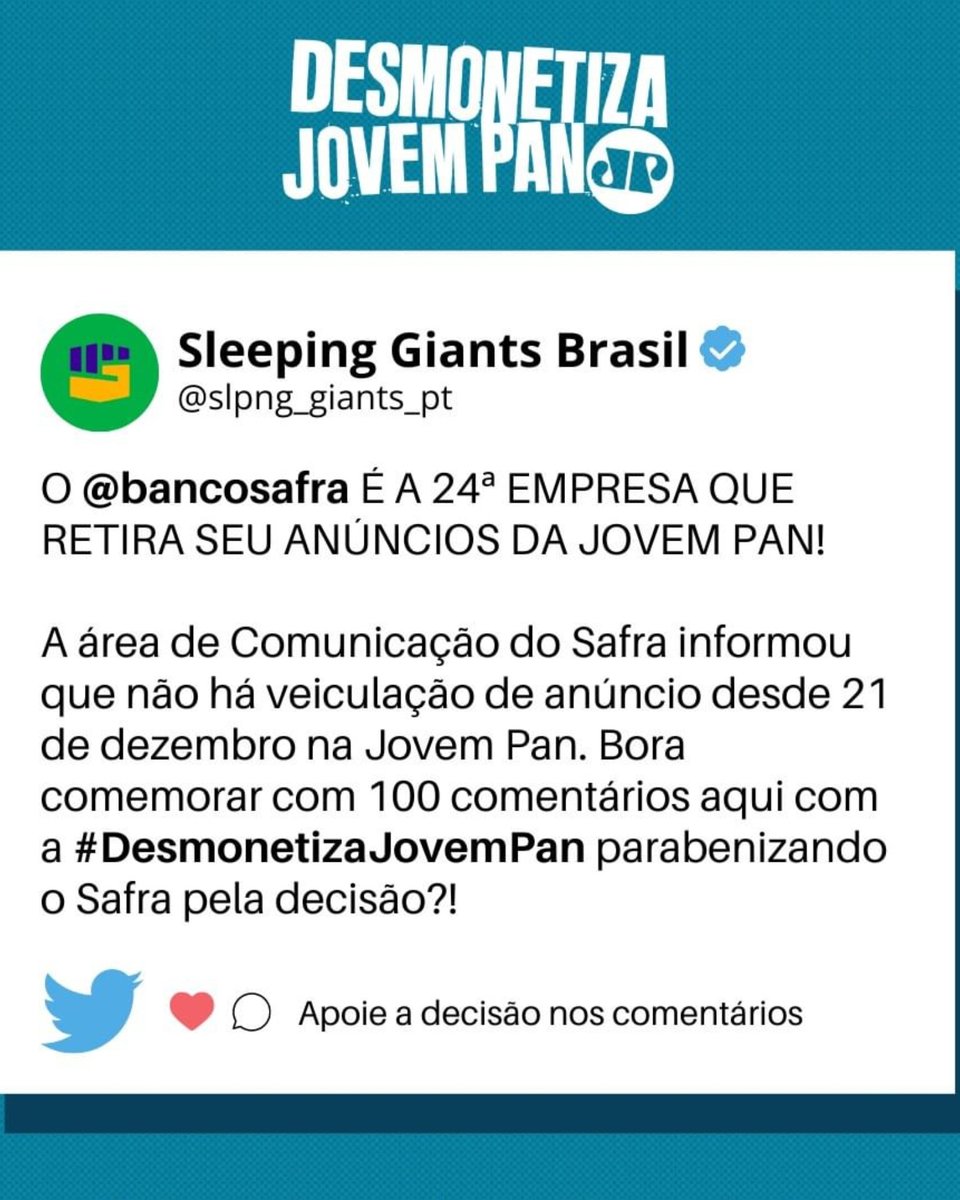 DESMONETIZA
JOVEM PAN JP
Sleeping Giants Brasil
@slpng_giants_pt
O @bancosafra É A 24ª EMPRESA QUE
RETIRA SEU ANÚNCIOS DA JOVEM PAN!
A área de Comunicação do Safra informou
que não há veiculação de anúncio desde 21
de dezembro na Jovem Pan. Bora
comemorar com 100 comentários aqui com
a #DesmonetizaJovemPan parabenizando
o Safra pela decisão?!
Apoie a decisão nos comentários